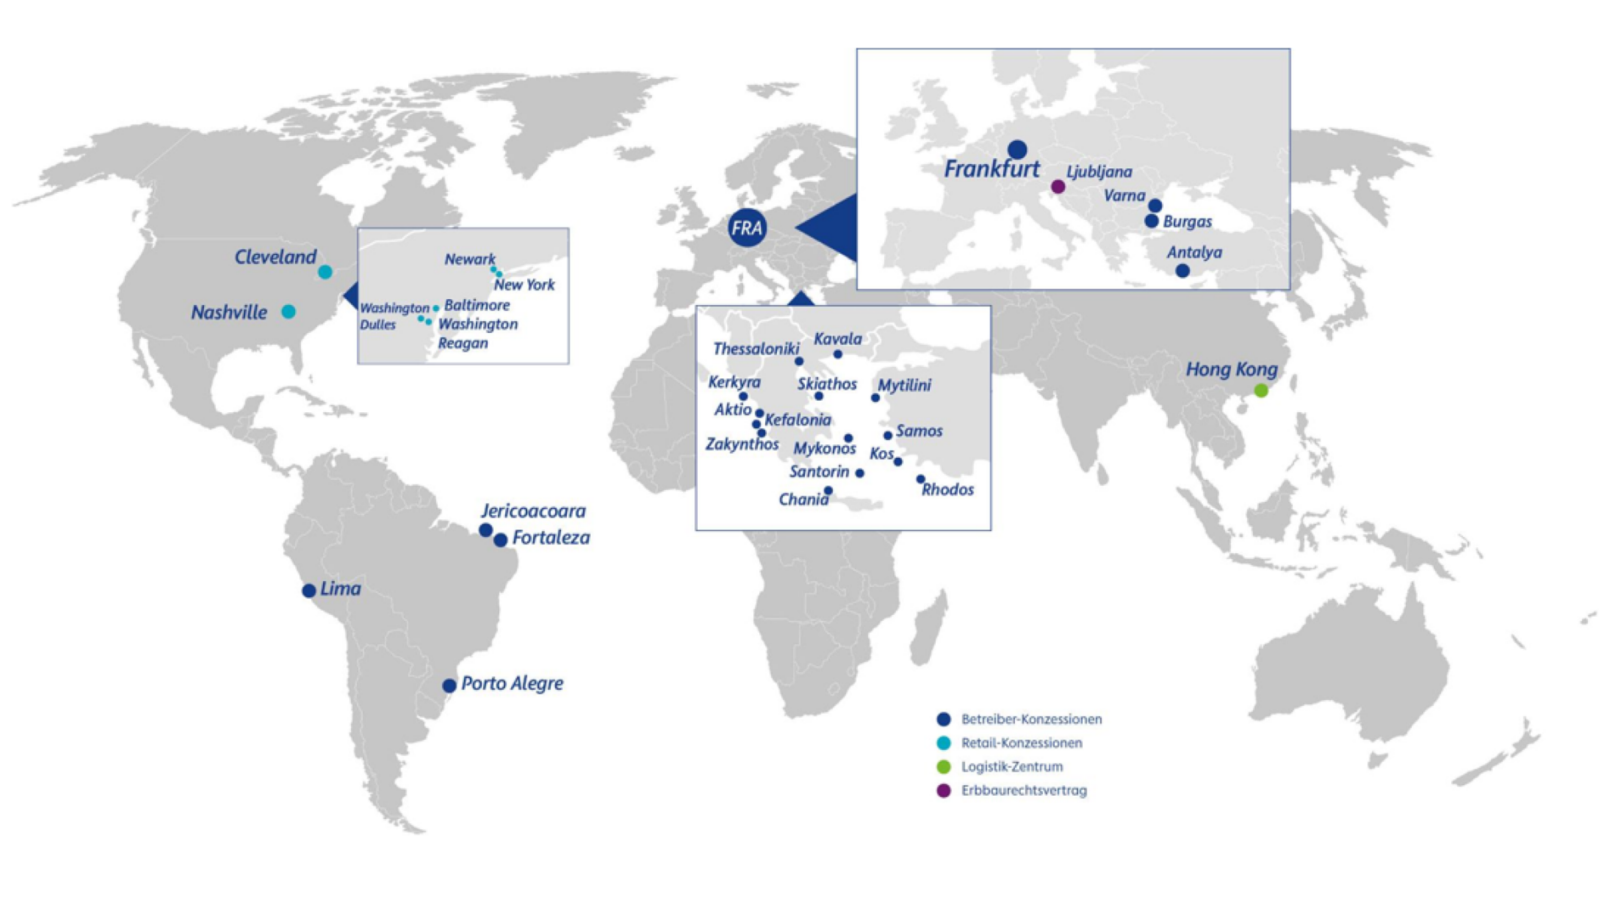 Cleveland
Nashville
Newark
New York
Washington
Dulles
Baltimore
Washington
Reagan
FRA
Frankfurt
Ljubljana
Varna
Burgas
Antalya
Thessaloniki
Kavala
Kerkyra
Skiathos
Mytilini
Aktio
Kefalonia
Zakynthos
Mykonos
Samos
Kos
Santorin
Rhodos
Chania
Hong Kong
Jericoacoara
Fortaleza
Lima
Porto Alegre
Betreiber-Konzessionen
Retail-Konzessionen
Logistik-Zentrum
Erbbaurechtsvertrag